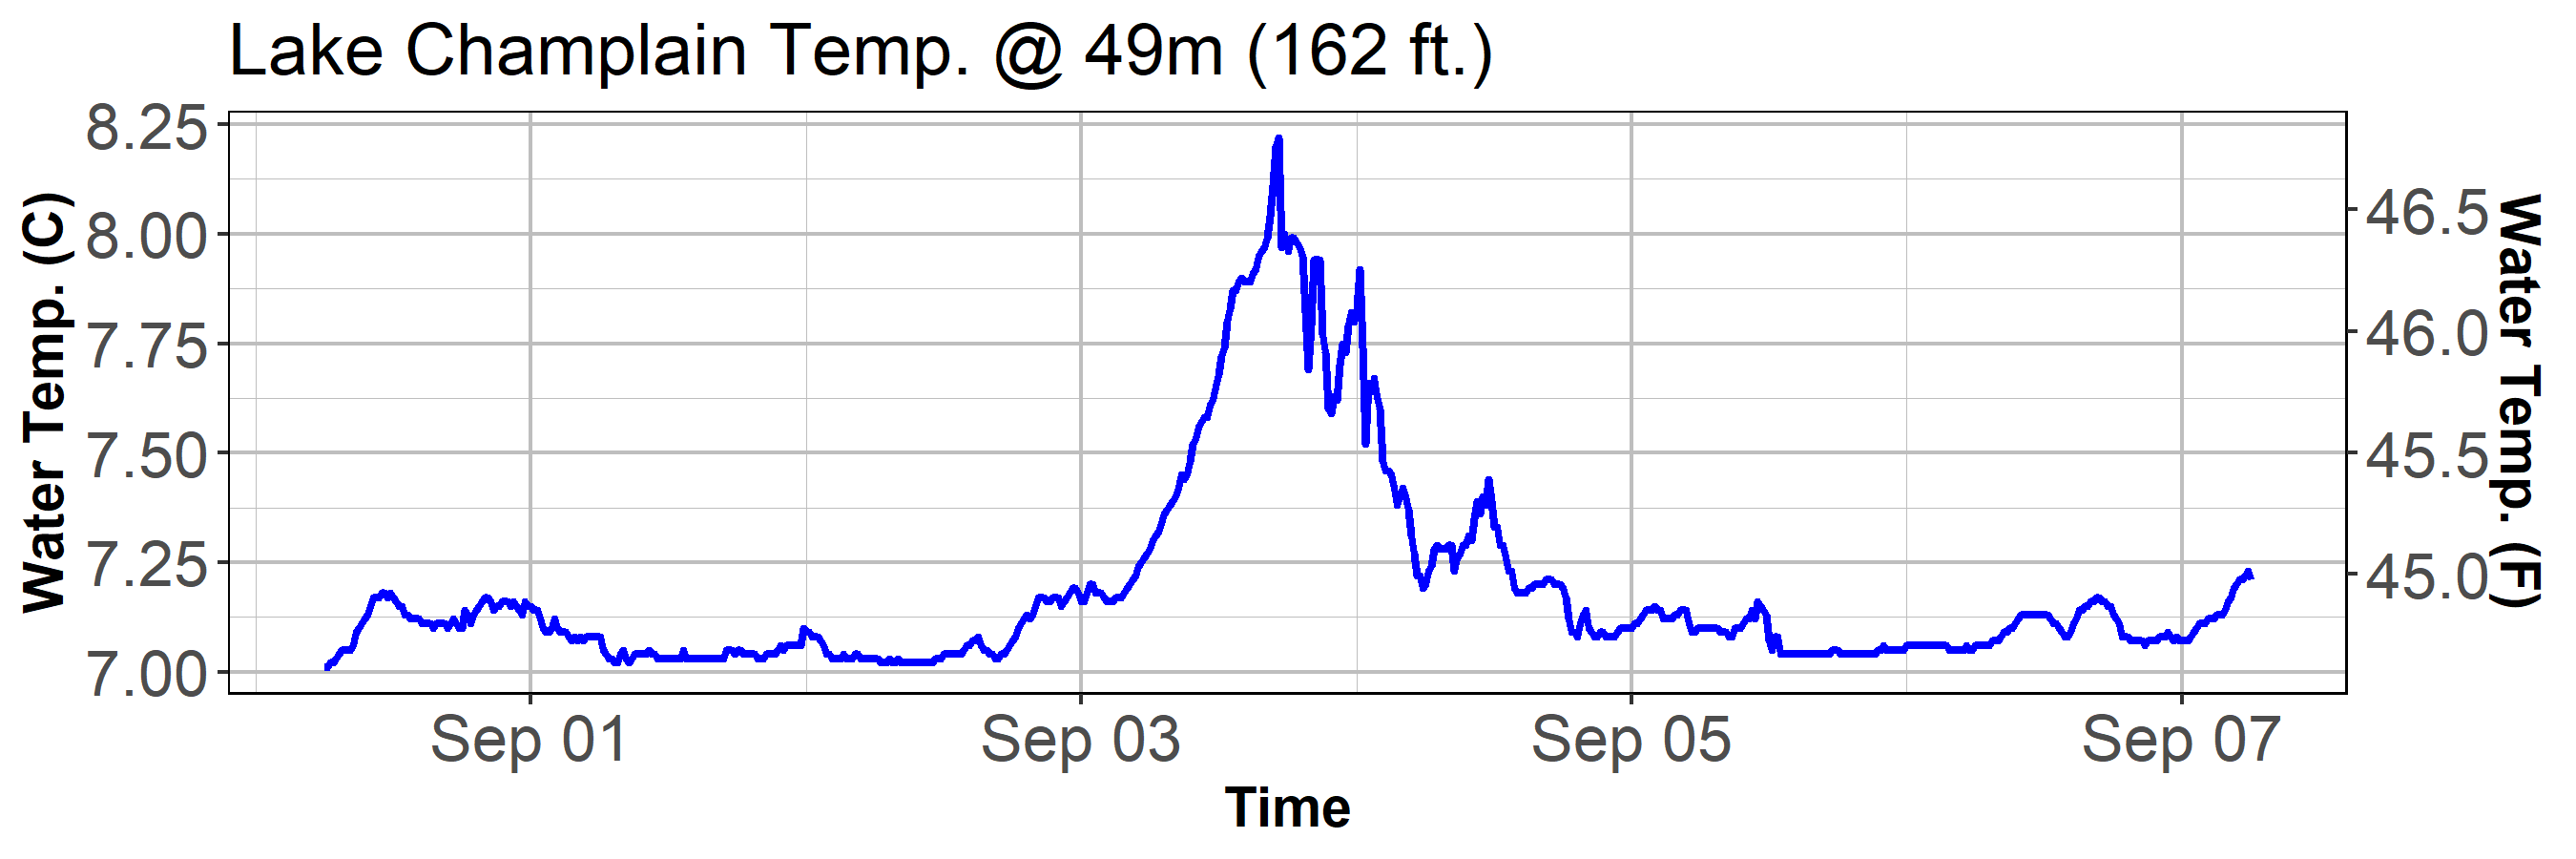 Lake Champlain Temp. @ 49m (162 ft.)
Water Temp. (C)
8.25
8.00
7.75
7.50
7.25
7.00
46.5
46.0
45.5
45.0
Water Temp. (F)
Sep 01
Sep 03
Sep 05
Sep 07
Time